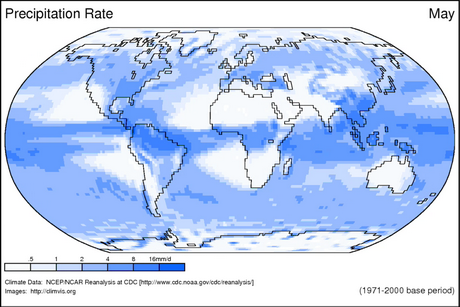 Precipitation Rate
May
.5 1 2 4 8 16mm/d
Climate Data: NCEP/NCAR Reanalysis at CDC [http://www.cdc.noaa.gov/cdc/reanalysis/]
Images: http://climvis.org
(1971-2000 base period)